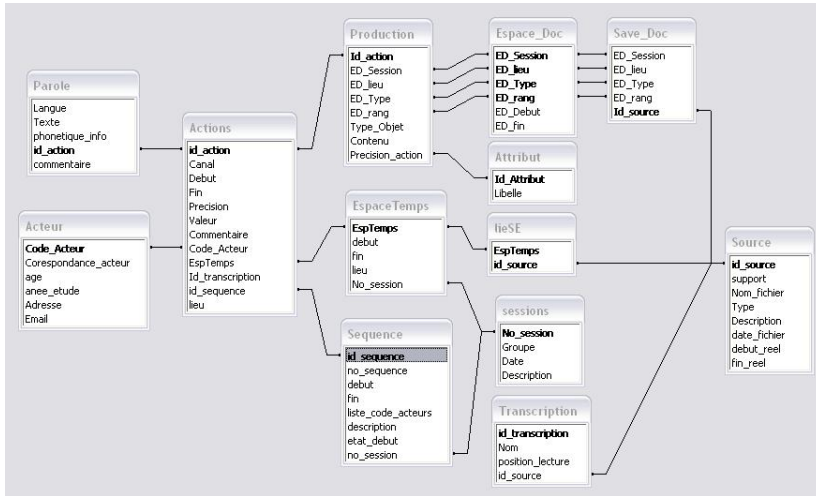 Parole
Langue
Texte
phonetique_info
id_action
commentaire
Acteur
Code_Acteur
Corespondance_acteur
age
anee_etude
Adresse
Email
Actions
id_action
Canal
Debut
Fin
Precision
Valeur
Commentaire
Code_Acteur
EspTemps
Id_transcription
id_sequence
lieu
Production
Id_action
ED_Session
ED_lieu
ED_Type
ED_rang
Type_Objet
Contenu
Precision_action
EspaceTemps
EspTemps
debut
fin
lieu
No_session
Sequence
id_sequence
no_sequence
debut
fin
liste_code_acteurs
description
etat_debut
no_session
Espace_Doc
ED_Session
ED_lieu
ED_Type
ED_rang
ED_Debut
ED_fin
Attribut
Id_Attribut
Libelle
lieSE
EspTemps
id_source
sessions
No_session
Groupe
Date
Description
Transcription
id_transcription
Nom
position_lecture
id_source
Save_Doc
ED_Session
ED_lieu
ED_Type
ED_rang
Id_source
Source
id_source
support
Nom_fichier
Type
Description
date_fichier
debut_reel
fin_reel